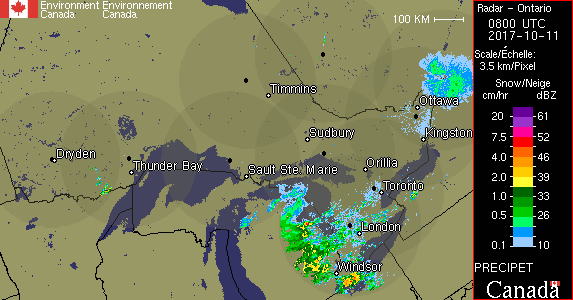 Environment Environnement
Canada Canada
100 KM
Timmins
Ottawa
Sudbury
Kingston
Dryden
Thunder Bay
Sault Ste. Marie
Orillia
Toronto
London
Windsor
Radar - Ontario
0800 UTC
2017-10-11
Scale/Échelle:
3.5 km/Pixel
Snow/Neige
cm/hr dBZ
20 61
7.5 52
4.0 46
2.0 39
1.0 33
0.5 26
0.1 10
PRECIPET
Canada